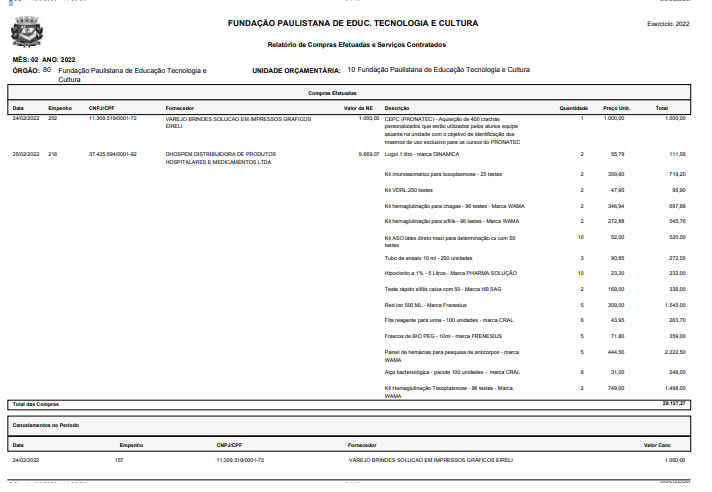 FUNDAÇÃO PAULISTANA DE EDUC. TECNOLOGIA E CULTURA
Exercício: 2022
Relatório de Compras Efetuadas e Serviços Contratados
MÊS: 02 ANO: 2022
ÓRGÃO: 80 Fundação Paulistana de Educação Tecnologia e Cultura
UNIDADE ORÇAMENTÁRIA: 10 Fundação Paulistana de Educação Tecnologia e Cultura
Compras Efetuadas
Data Empenho CNPJ/CPF Fornecedor Valor da NE Descrição Quantidade Preço Unit. Total
24/02/2022 202 11.309.519/0001-72 VAREJO BRINDES SOLUCAO EM IMPRESSOS GRAFICOS EIRELI 1.000,00 CEPC (PRONATEC) - Aquisição de 400 crachás 1 1.000,00 1.000,00
personalizados que serão utilizados pelos alunos equipe
atuante na unidade com o objetivo de identificação dos
mesmos de uso exclusivo para os cursos do PRONATEC
25/02/2022 216 37.425.594/0001-92 DHOSPEM DISTRIBUIDORA DE PRODUTOS HOSPITALARES E MEDICAMENTOS LTDA 9.669,07 Lugol 1 litro - marca DINAMICA 2 55,79 111,58
Kit imunoezimatico para toxoplasmose - 25 testes 2 359,60 719,20
Kit VDRL 250 testes 2 47,95 95,90
Kit hemaglutinação para chagas - 96 testes - Marca WAMA 2 348,94 697,88
Kit hemaglutinação para sífilis - 96 testes - Marca WAMA 2 272,88 545,76
Kit ASO látex direto maxi para determinação cx com 50 testes 10 52,00 520,00
Tubo de ensaio 10 ml - 250 unidades 3 90,85 272,55
Hipoclorito a 1% - 5 Litros - Marca PHARMA SOLUÇÃO 10 23,20 232,00
Teste rápido sífilis caixa com 50 - Marca HB SAG 2 169,00 338,00
Red Ion 500 ML - Marca Fresenius 5 309,00 1.545,00
Fita reagente para urina - 100 unidades - marca CRAL 6 43,95 263,70
Frascos de BIO PEG - 10ml - marca FRENESIUS 5 71,80 359,00
Painel de hemácias para pesquisa de anticorpos - marca WAMA 5 444,50 2.222,50
Alça bacteriológica - pacote 100 unidades - marca CRAL 8 31,00 248,00
Kit Hemaglutinação Toxoplasmose - 96 testes - Marca WAMA 2 749,00 1.498,00
Total das Compras 29.127,27
Cancelamentos no Período
Data Empenho CNPJ/CPF Fornecedor Valor Canc
24/02/2022 157 11.309.519/0001-72 VAREJO BRINDES SOLUCAO EM IMPRESSOS GRAFICOS EIRELI 1.000,00